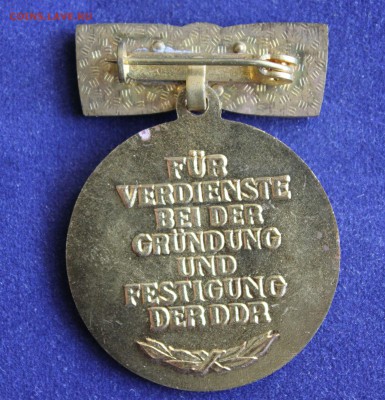 FÜR
VERDIENSTE
BEI DER
GRÜNDUNG
UND
FESTIGUNG
DER DDR